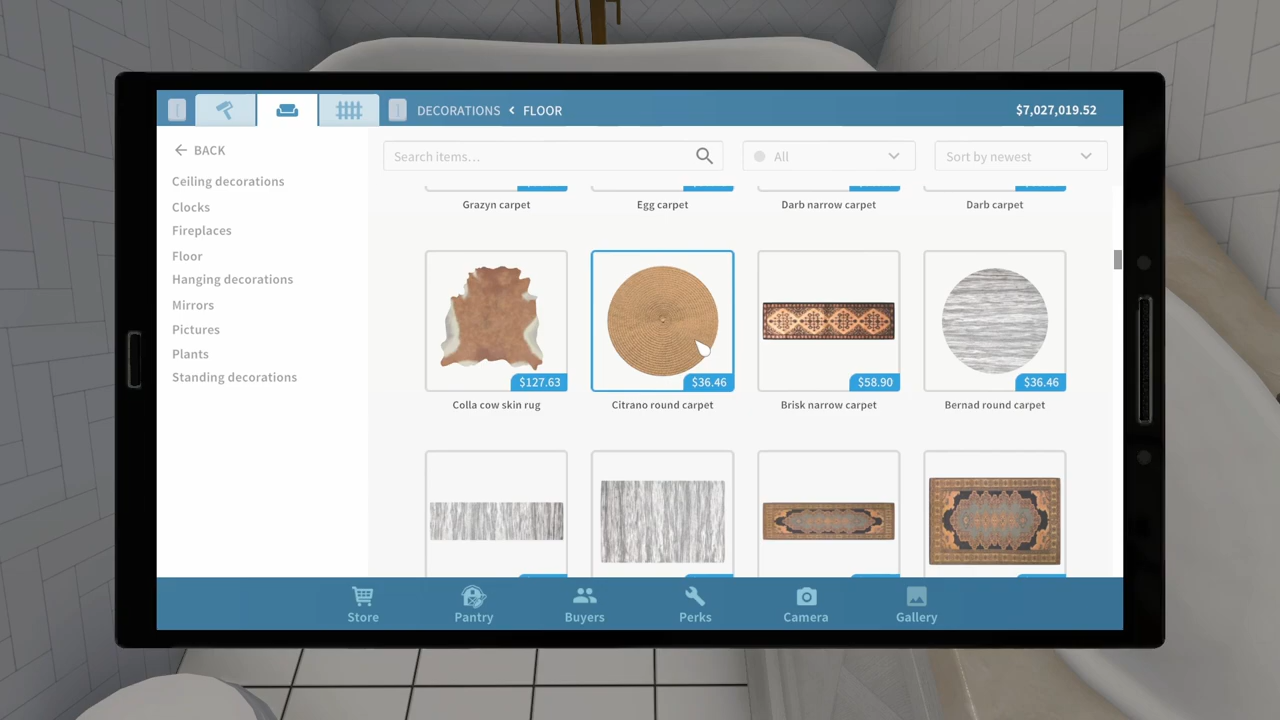 DECORATIONS < FLOOR
$7,027,019.52
BACK
Search items...
All
Sort by newest
Ceiling decorations
Clocks
Fireplaces
Floor
Hanging decorations
Mirrors
Pictures
Plants
Standing decorations
Grazyn carpet
Egg carpet
Darb narrow carpet
Darb carpet
$127.63
$36.46
$58.90
$36.46
Colla cow skin rug
Citrano round carpet
Brisk narrow carpet
Bernad round carpet
Store
Pantry
Buyers
Perks
Camera
Gallery